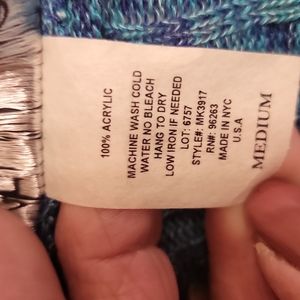 100% ACRYLIC
MACHINE WASH COLD
WATER NO BLEACH
HANG TO DRY
LOW IRON IF NEEDED
LOT: 6757
STYLE#: MK3917
RN#: 96263
MADE IN NYC
U.S.A
MEDIUM